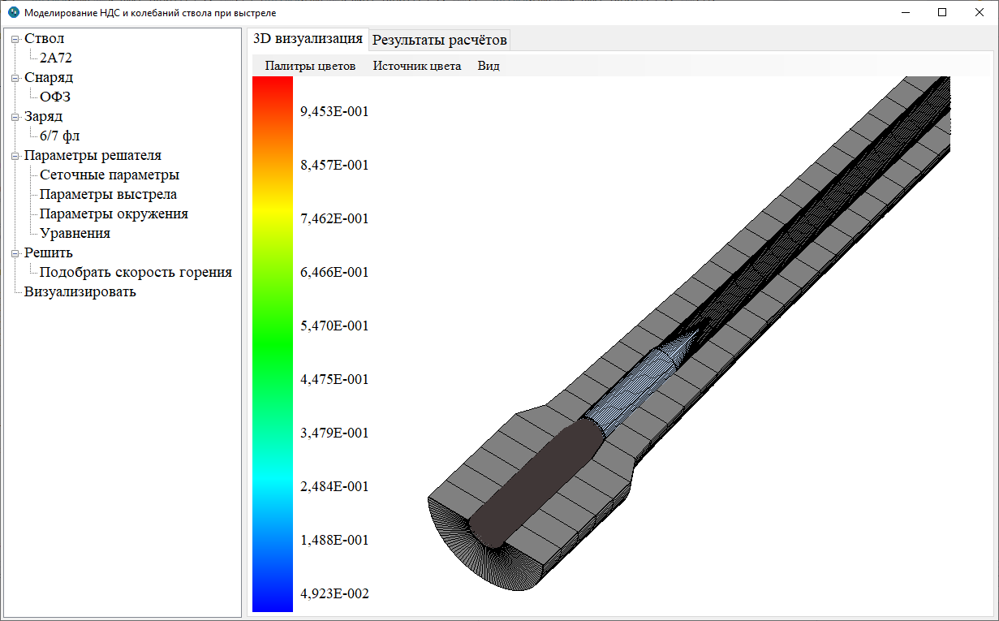 Моделирование НДС и колебаний ствола при выстреле
Ствол
2А72
Снаряд
ОФЗ
Заряд
6/7 фл
Параметры решателя
Сеточные параметры
Параметры выстрела
Параметры окружения
Уравнения
Решить
Подобрать скорость горения
Визуализировать
3D визуализация Результаты расчётов
Палитры цветов Источник цвета Вид
9,453E-001
8,457E-001
7,462E-001
6,466E-001
5,470E-001
4,475E-001
3,479E-001
2,484E-001
1,488E-001
4,923E-002